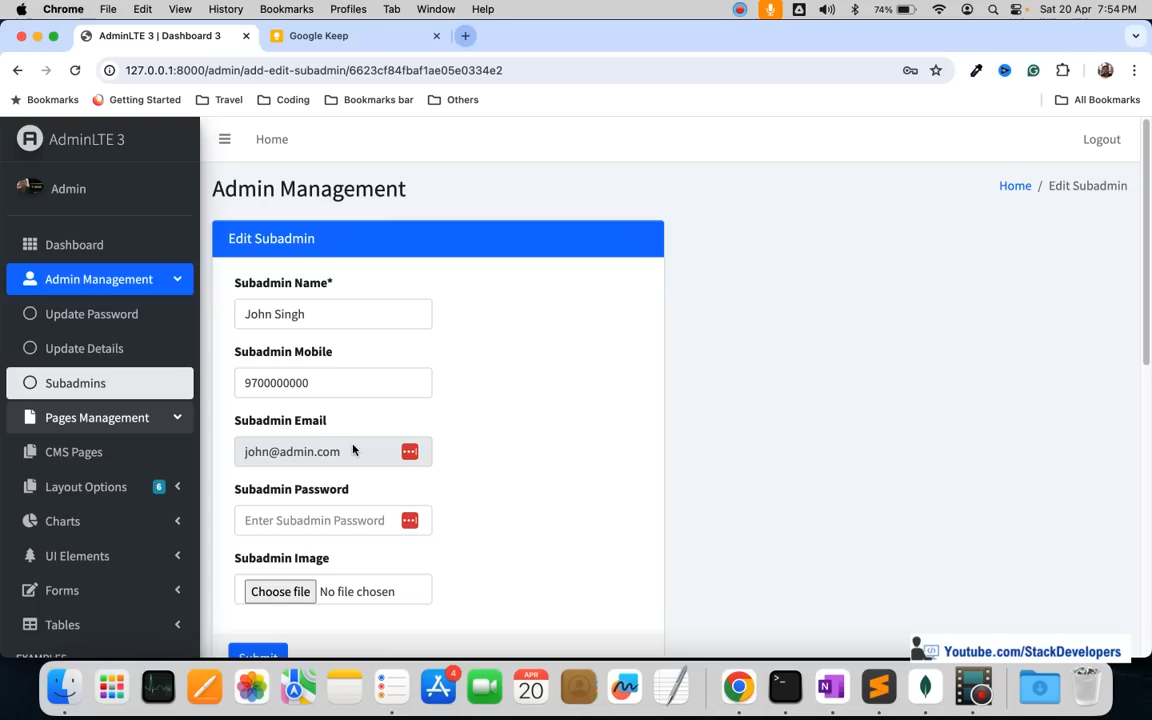 Chrome File Edit View History Bookmarks Profiles Tab Window Help 74% Sat 20 Apr 7:54 PM
AdminLTE 3 | Dashboard 3 Google Keep
127.0.0.1:8000/admin/add-edit-subadmin/6623cf84fbaf1ae05e0334e2
Bookmarks Getting Started Travel Coding Bookmarks bar Others All Bookmarks
AdminLTE 3 Home Logout
Admin Management Home / Edit Subadmin
Admin
Edit Subadmin
Dashboard
Admin Management
Subadmin Name*
Update Password
John Singh
Update Details
Subadmin Mobile
Subadmins
9700000000
Pages Management
Subadmin Email
CMS Pages
john@admin.com
Layout Options 6
Subadmin Password
Charts
Enter Subadmin Password
UI Elements
Subadmin Image
Forms
Choose file No file chosen
Tables
Submit
Youtube.com/StackDevelopers
4
APR
20